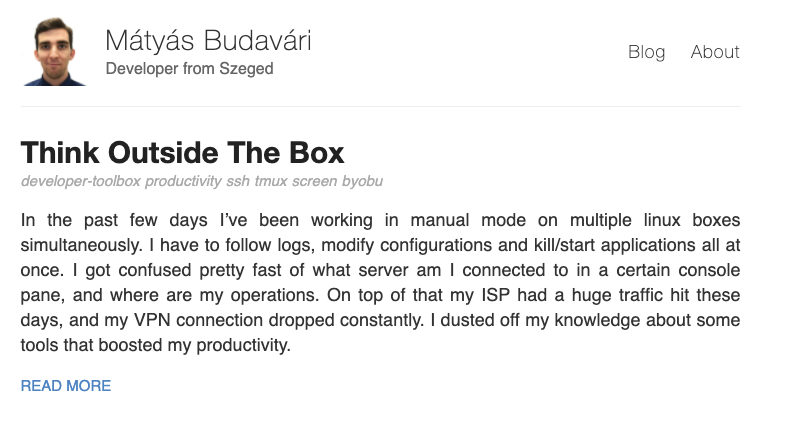 Mátyás Budavári
Developer from Szeged
Blog About
Think Outside The Box
developer-toolbox productivity ssh tmux screen byobu
In the past few days I’ve been working in manual mode on multiple linux boxes
simultaneously. I have to follow logs, modify configurations and kill/start applications all at
once. I got confused pretty fast of what server am I connected to in a certain console
pane, and where are my operations. On top of that my ISP had a huge traffic hit these
days, and my VPN connection dropped constantly. I dusted off my knowledge about some
tools that boosted my productivity.
READ MORE